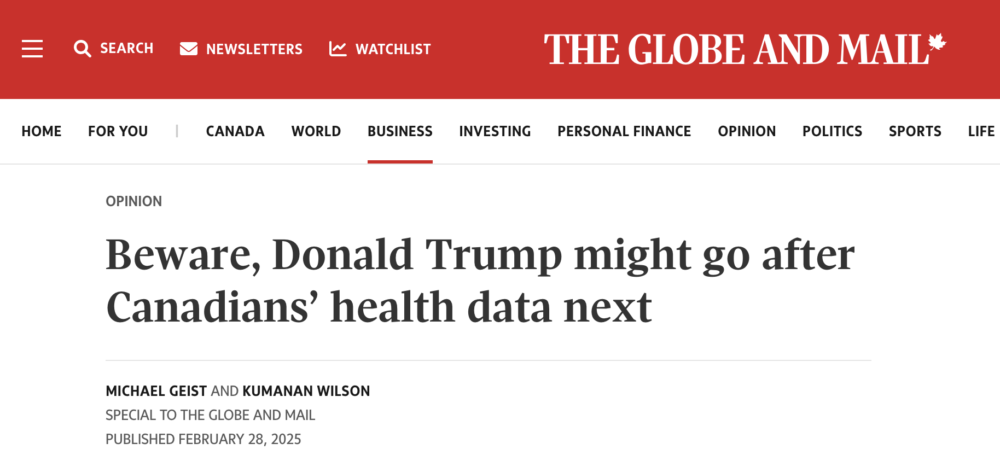 SEARCH NEWSLETTERS WATCHLIST THE GLOBE AND MAIL
HOME FOR YOU | CANADA WORLD BUSINESS INVESTING PERSONAL FINANCE OPINION POLITICS SPORTS LIFE
OPINION
Beware, Donald Trump might go after
Canadians’ health data next
MICHAEL GEIST AND KUMANAN WILSON
SPECIAL TO THE GLOBE AND MAIL
PUBLISHED FEBRUARY 28, 2025